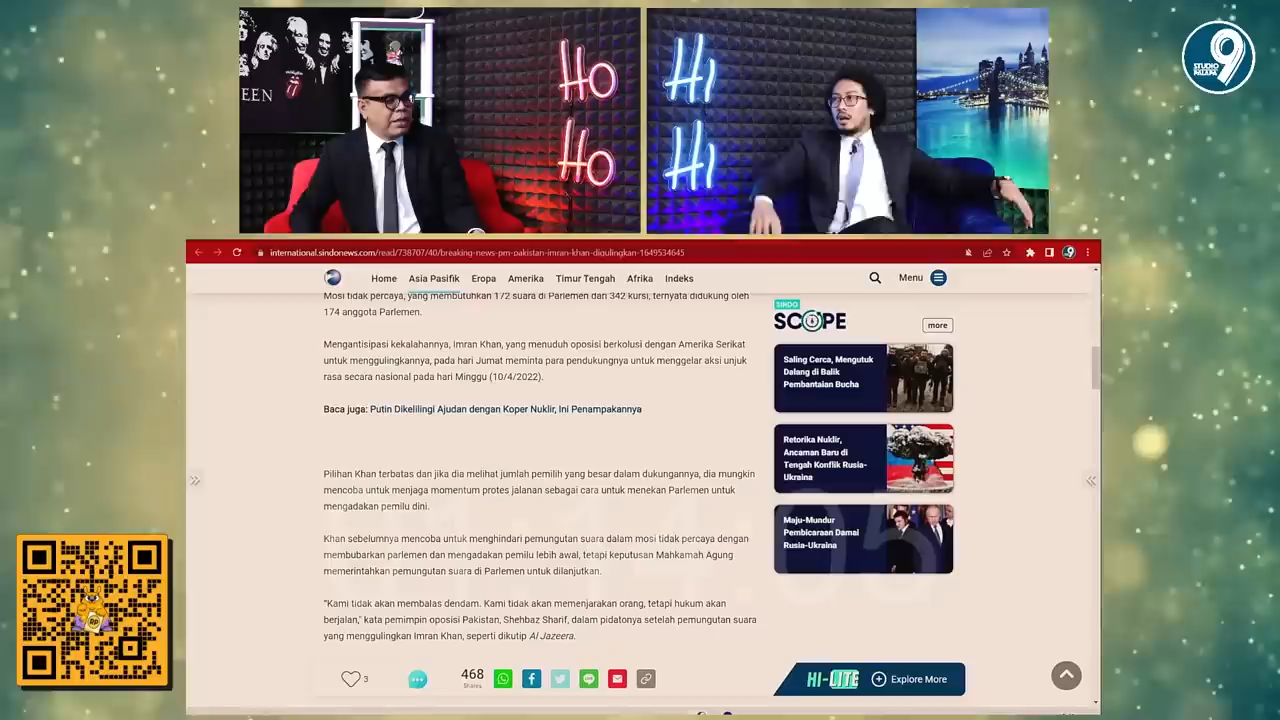 EEN
Ho
Ho
Hi
Hi
9
STUDIO
PALAPA
international.sindonews.com/read/738707/40/breaking-news-pm-pakistan-imran-khan-digulingkan-1649534645
Home Asia Pasifik Eropa Amerika Timur Tengah Afrika Indeks Menu
Mosi tidak percaya, yang membutuhkan 172 suara di Parlemen dari 342 kursi, ternyata didukung oleh
174 anggota Parlemen.
Mengantisipasi kekalahannya, Imran Khan, yang menuduh oposisi berkolusi dengan Amerika Serikat
untuk menggulingkannya, pada hari Jumat meminta para pendukungnya untuk menggelar aksi unjuk
rasa secara nasional pada hari Minggu (10/4/2022).
Baca juga: Putin Dikelilingi Ajudan dengan Koper Nuklir, Ini Penampakannya
Pilihan Khan terbatas dan jika dia melihat jumlah pemilih yang besar dalam dukungannya, dia mungkin
mencoba untuk menjaga momentum protes jalanan sebagai cara untuk menekan Parlemen untuk
mengadakan pemilu dini.
Khan sebelumnya mencoba untuk menghindari pemungutan suara dalam mosi tidak percaya dengan
membubarkan parlemen dan mengadakan pemilu lebih awal, tetapi keputusan Mahkamah Agung
memerintahkan pemungutan suara di Parlemen untuk dilanjutkan.
"Kami tidak akan membalas dendam. Kami tidak akan memenjarakan orang, tetapi hukum akan
berjalan," kata pemimpin oposisi Pakistan, Shehbaz Sharif, dalam pidatonya setelah pemungutan suara
yang menggulingkan Imran Khan, seperti dikutip Al Jazeera.
SINDO
SCOPE
more
Saling Cerca, Mengutuk
Dalang di Balik
Pembantaian Bucha
Retorika Nuklir,
Ancaman Baru di
Tengah Konflik Rusia-
Ukraina
Maju-Mundur
Pembicaraan Damai
Rusia-Ukraina
3
468
Shares
HI-LITE
Explore More
RP